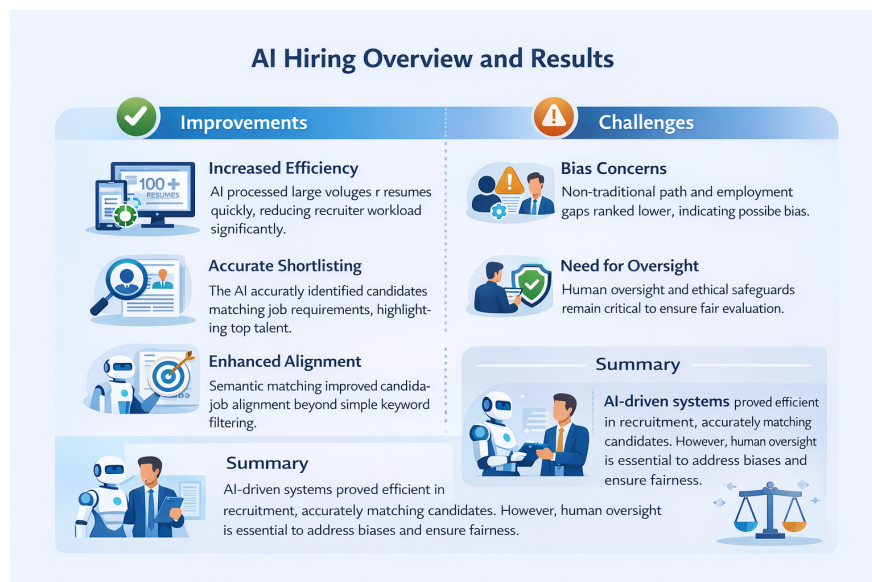 AI Hiring Overview and Results
Improvements
Increased Efficiency
100+
RESUMES
AI processed large voluges r resumes
quickly, reducing recruiter workload
significantly.
Accurate Shortlisting
The AI accuratly identified candidates
matching job requirements, highlight-
ing top talent.
Enhanced Alignment
Semantic matching improved candida-
job alignment beyond simple keyword
filtering.
Challenges
Bias Concerns
Non-traditional path and employment
gaps ranked lower, indicating possibe bias.
Need for Oversight
Human oversight and ethical safeguards
remain critical to ensure fair evaluation.
Summary
AI-driven systems proved efficient
in recruitment, accurately matching
candidates. However, human oversight
is essential to address biases and
ensure fairness.
Summary
AI-driven systems proved efficient in
recruitment, accurately matching candidates. However, human oversight
is essential to address biases and ensure fairness.